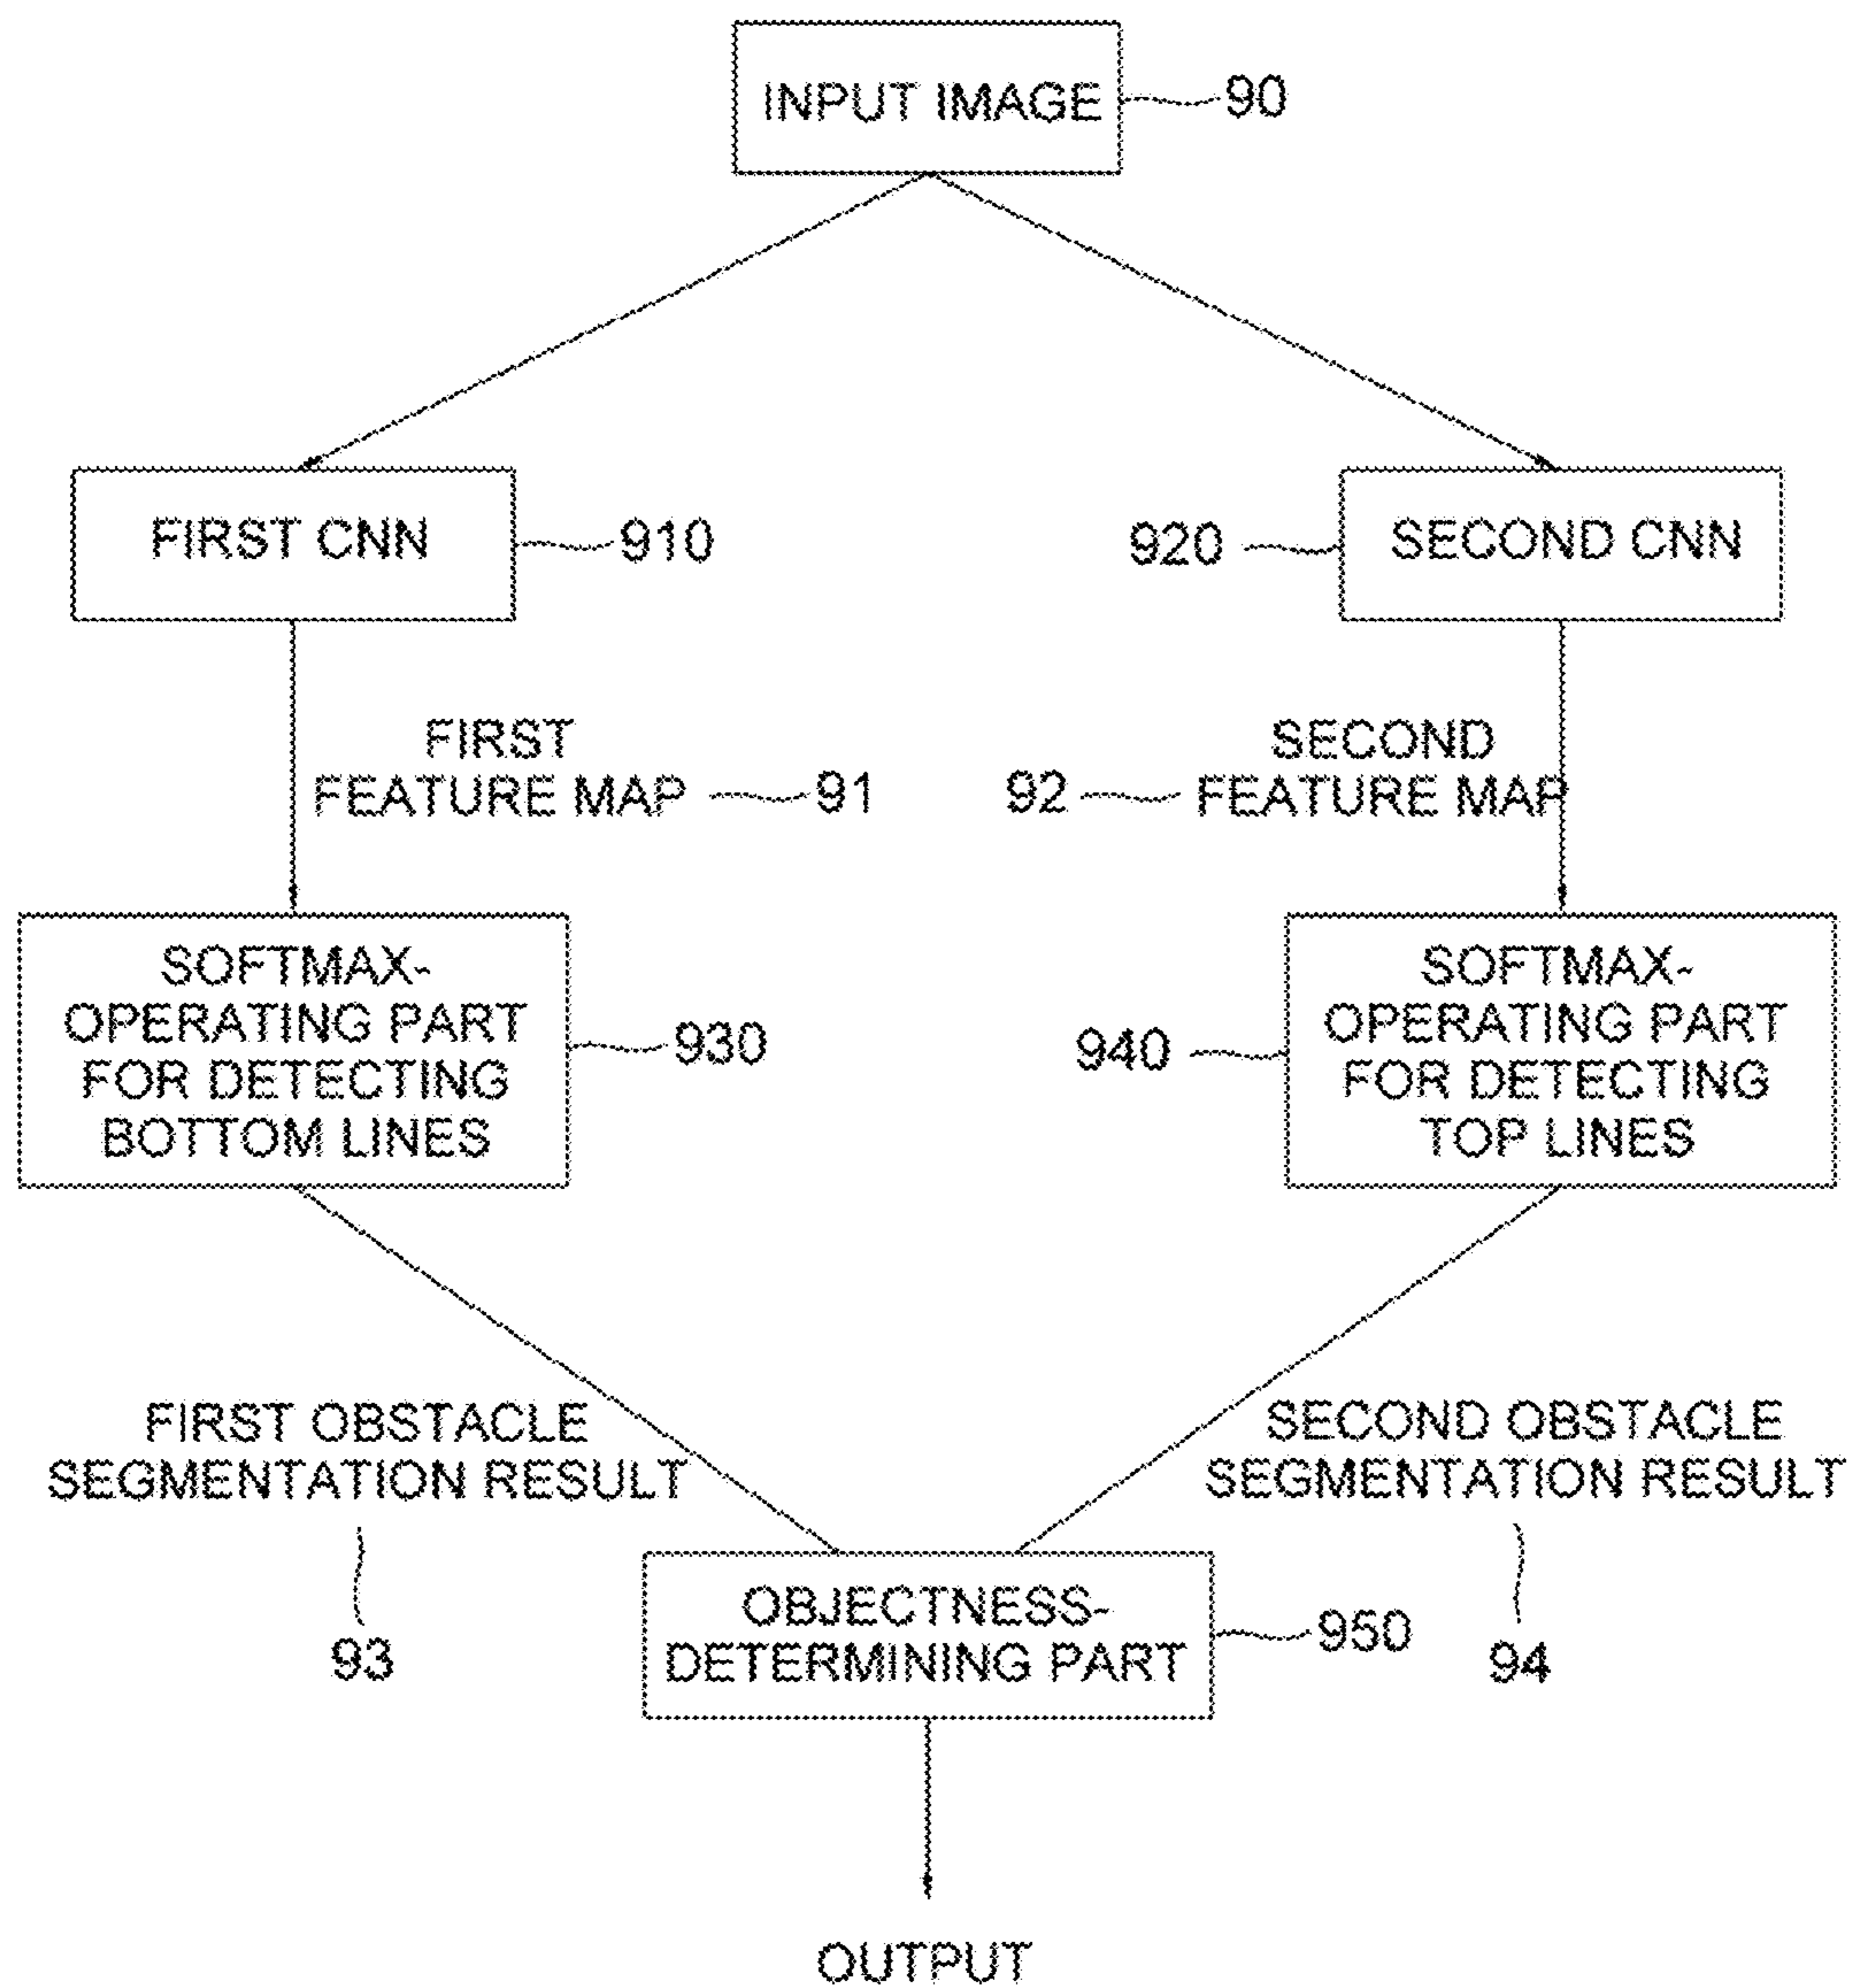 INPUT IMAGE
90
FIRST CNN
910
920
SECOND CNN
FIRST
FEATURE MAP
91
92
SECOND
FEATURE MAP
SOFTMAX-
OPERATING PART
FOR DETECTING
BOTTOM LINES
930
940
SOFTMAX-
OPERATING PART
FOR DETECTING
TOP LINES
FIRST OBSTACLE
SEGMENTATION RESULT
93
SECOND OBSTACLE
SEGMENTATION RESULT
94
OBJECTNESS-
DETERMINING PART
950
OUTPUT